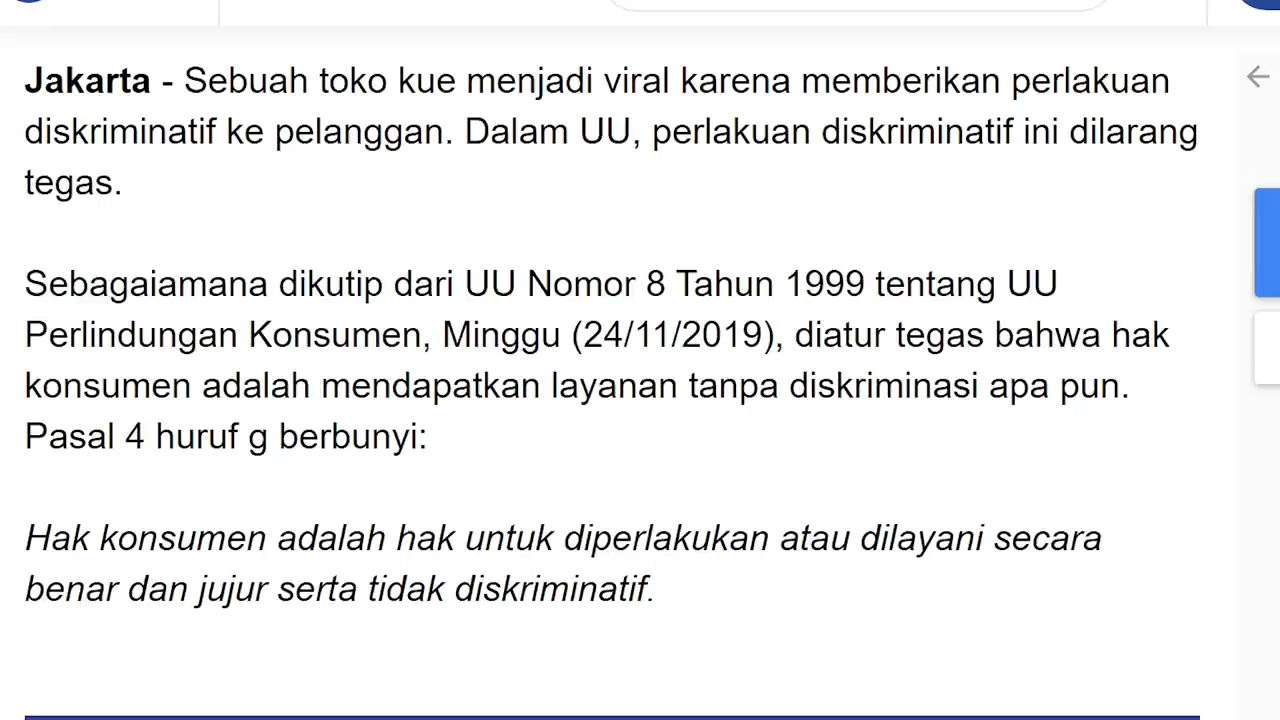 Jakarta - Sebuah toko kue menjadi viral karena memberikan perlakuan
diskriminatif ke pelanggan. Dalam UU, perlakuan diskriminatif ini dilarang
tegas.
Sebagaiamana dikutip dari UU Nomor 8 Tahun 1999 tentang UU
Perlindungan Konsumen, Minggu (24/11/2019), diatur tegas bahwa hak
konsumen adalah mendapatkan layanan tanpa diskriminasi apa pun.
Pasal 4 huruf g berbunyi:
Hak konsumen adalah hak untuk diperlakukan atau dilayani secara
benar dan jujur serta tidak diskriminatif.